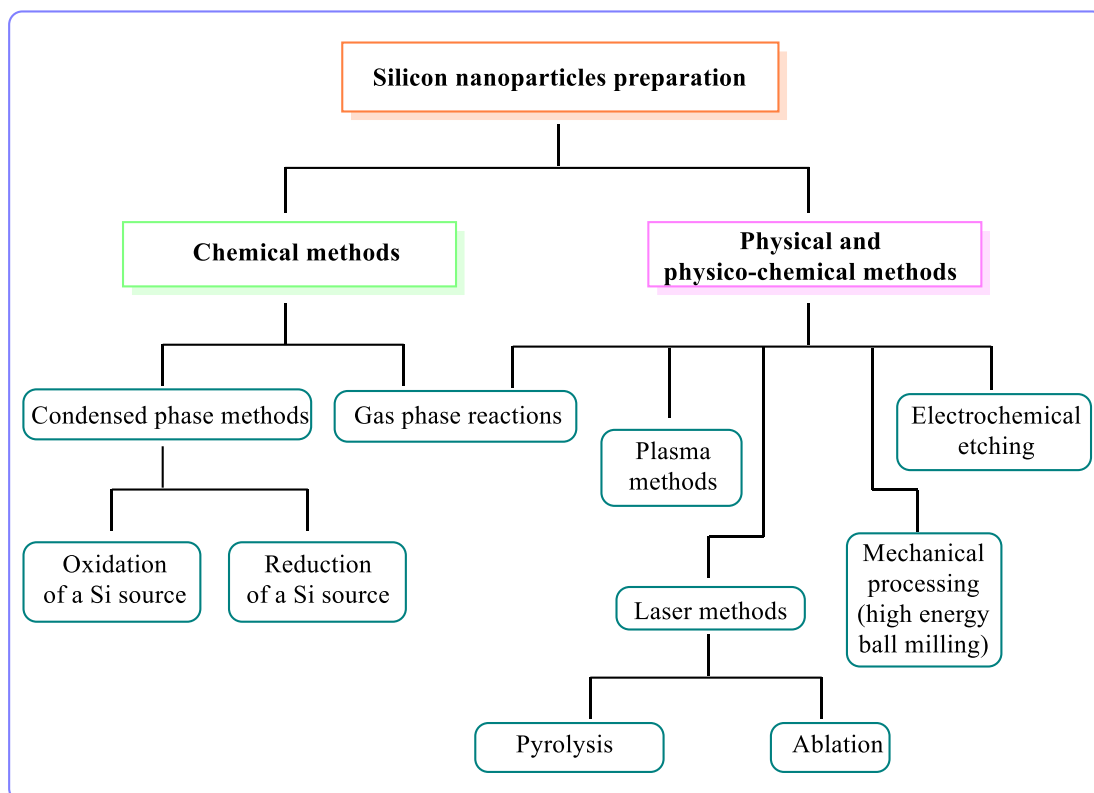 Silicon nanoparticles preparation
Chemical methods
Physical and
physico-chemical methods
Condensed phase methods
Gas phase reactions
Plasma
methods
Electrochemical
etching
Oxidation
of a Si source
Reduction
of a Si source
Laser methods
Mechanical
processing
(high energy
ball milling)
Pyrolysis
Ablation